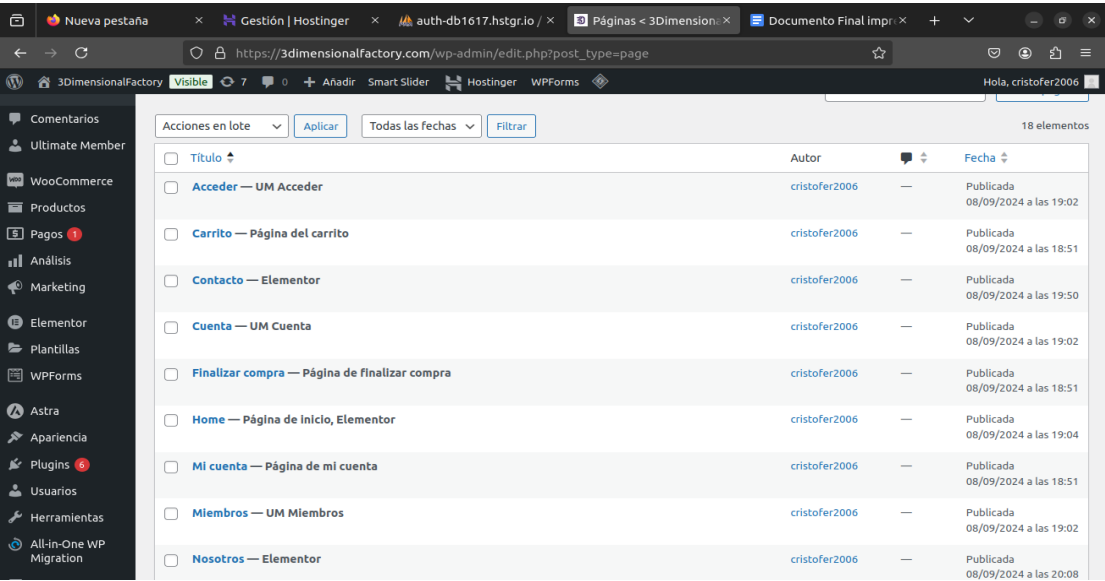 Nueva pestaña
Gestión | Hostinger
auth-db1617.hstgr.io /
Páginas < 3Dimensiona
Documento Final impr
https://3dimensionalfactory.com/wp-admin/edit.php?post_type=page
3DimensionalFactory Visible 7 0 Añadir Smart Slider Hostinger WPForms Hola, cristofer2006
Comentarios
Ultimate Member
WooCommerce
Productos
Pagos 1
Análisis
Marketing
Elementor
Plantillas
WPForms
Astra
Apariencia
Plugins 6
Usuarios
Herramientas
All-in-One WP
Migration
Acciones en lote Aplicar Todas las fechas Filtrar 18 elementos
Título Autor Fecha
Acceder — UM Acceder cristofer2006 — Publicada
08/09/2024 a las 19:02
Carrito — Página del carrito cristofer2006 — Publicada
08/09/2024 a las 18:51
Contacto — Elementor cristofer2006 — Publicada
08/09/2024 a las 19:50
Cuenta — UM Cuenta cristofer2006 — Publicada
08/09/2024 a las 19:02
Finalizar compra — Página de finalizar compra cristofer2006 — Publicada
08/09/2024 a las 18:51
Home — Página de inicio, Elementor cristofer2006 — Publicada
08/09/2024 a las 19:04
Mi cuenta — Página de mi cuenta cristofer2006 — Publicada
08/09/2024 a las 18:51
Miembros — UM Miembros cristofer2006 — Publicada
08/09/2024 a las 19:02
Nosotros — Elementor cristofer2006 — Publicada
08/09/2024 a las 20:08